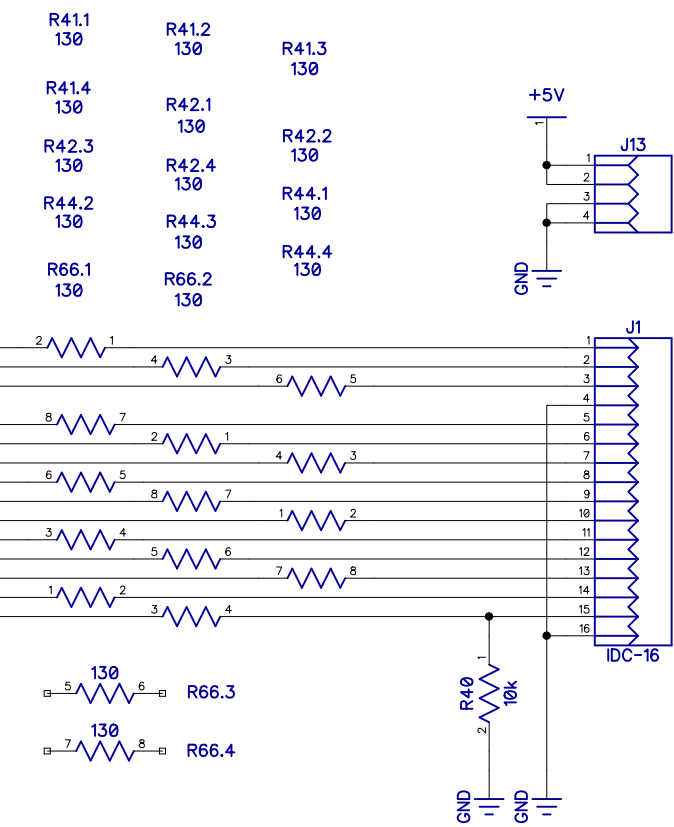 R41.1
130
R41.2
130
R41.3
130
R41.4
130
R42.1
130
R42.2
130
R42.3
130
R42.4
130
R44.1
130
R44.2
130
R44.3
130
R44.4
130
R66.1
130
R66.2
130
+5V
1
J13
1
2
3
4
GND
J1
2 1 1
4 3 2
6 5 3
4
8 7 5
2 1 6
4 3 7
6 5 8
8 7 9
1 2 10
3 4 11
5 6 12
7 8 13
1 2 14
3 4 15
16
IDC-16
130
5 6 R66.3
130
7 8 R66.4
1
R40
10k
2
GND
GND